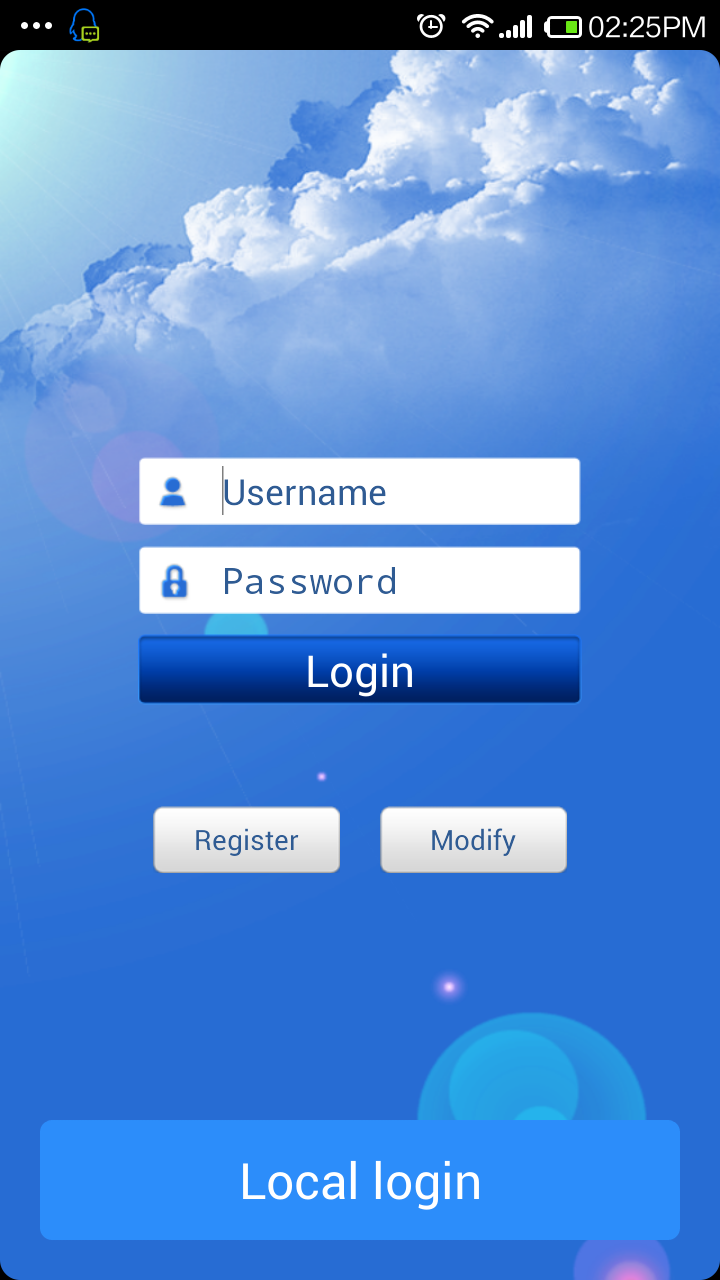 02:25PM
Username
Password
Login
Register
Modify
Local login